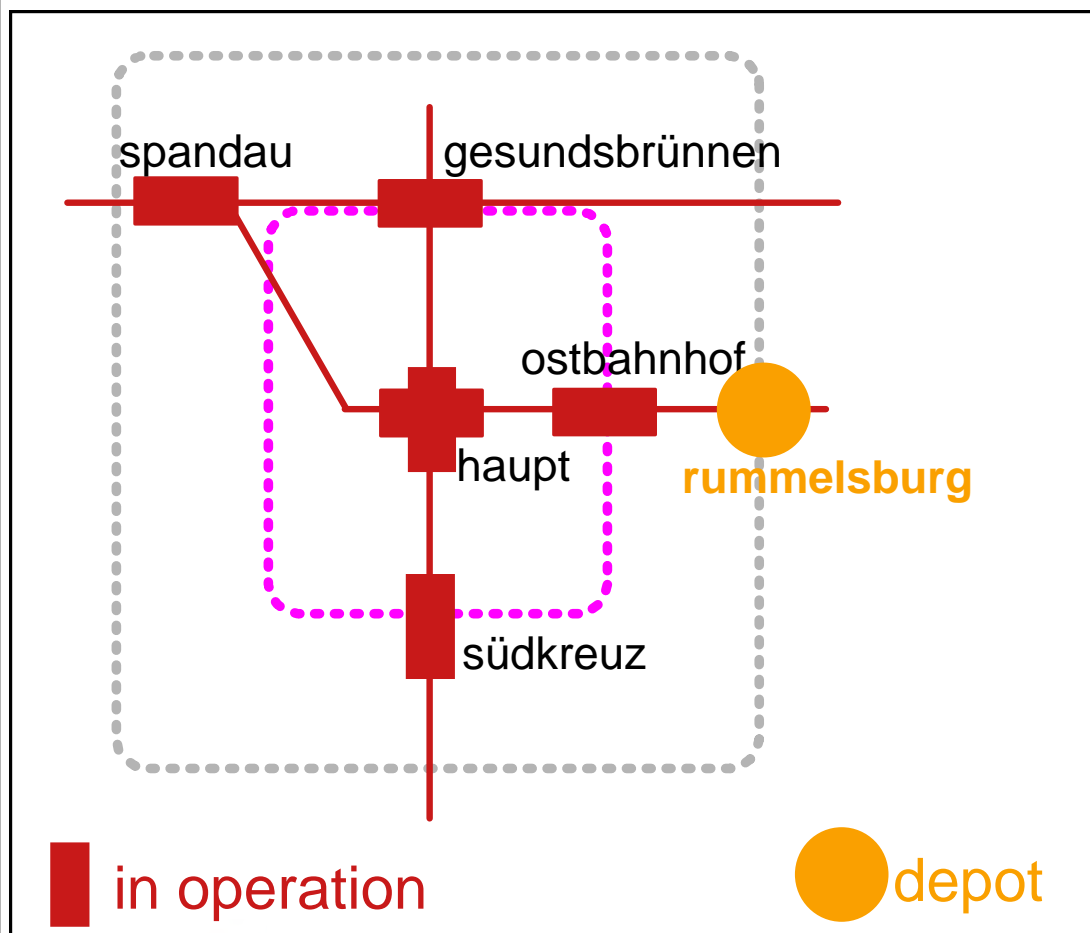 spandau
gesundsbrünnen
ostbahnhof
haupt
rummelsburg
südkreuz
in operation
depot